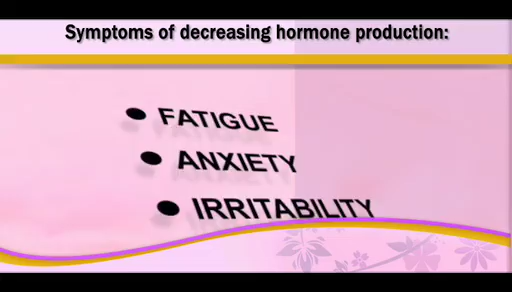 Symptoms of decreasing hormone production:
• FATIGUE
• ANXIETY
• IRRITABILITY